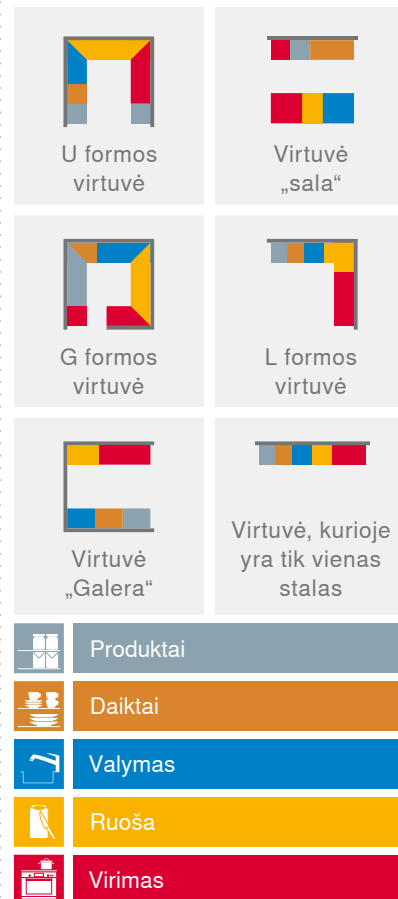 U formos
virtuvė
Virtuvė
„sala“
G formos
virtuvė
L formos
virtuvė
Virtuvė
„Galera“
Virtuvė, kurioje
yra tik vienas
stalas
Produktai
Daiktai
Valymas
Ruoša
Virimas